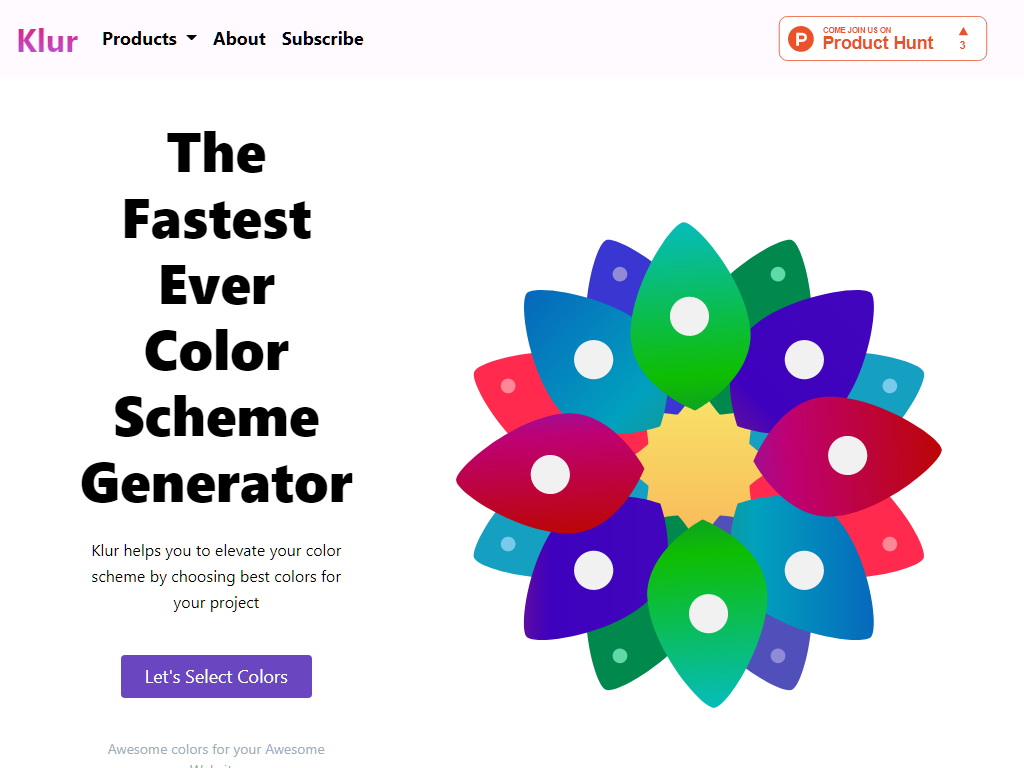 Klur Products About Subscribe
COME JOIN US ON
Product Hunt
3
The
Fastest
Ever
Color
Scheme
Generator
Klur helps you to elevate your color
scheme by choosing best colors for
your project
Let's Select Colors
Awesome colors for your Awesome